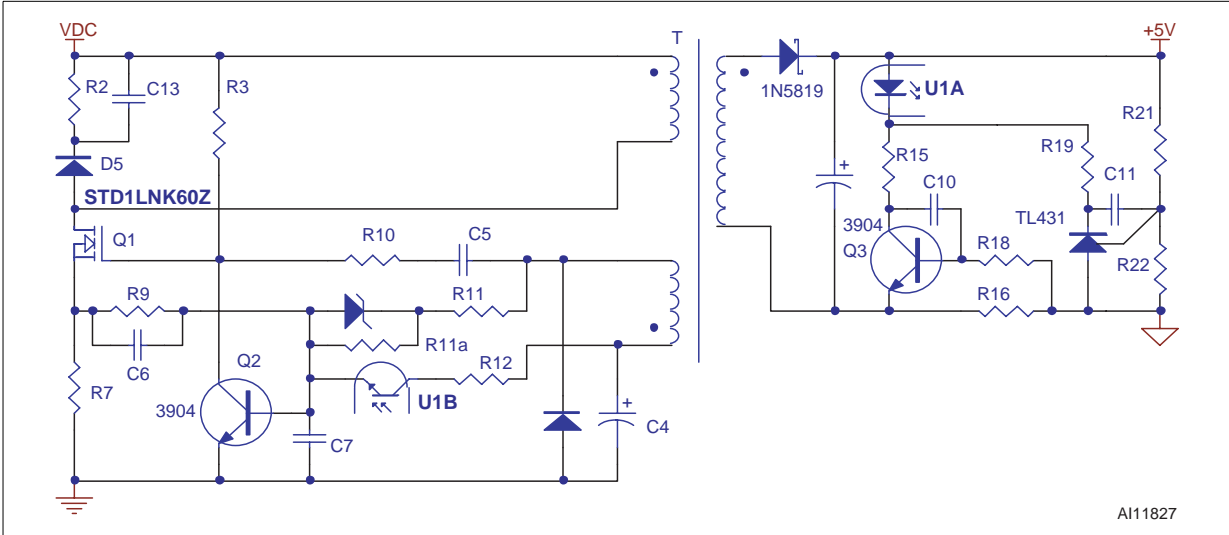 VDC
T
+5V
R2
C13
R3
1N5819
U1A
R21
D5
R15
R19
C11
STD1LNK60Z
C10
+
3904
TL431
Q1
R10
C5
Q3
R18
R22
R9
R11
R16
C6
R11a
Q2
R12
R7
3904
U1B
+
C4
C7
AI11827